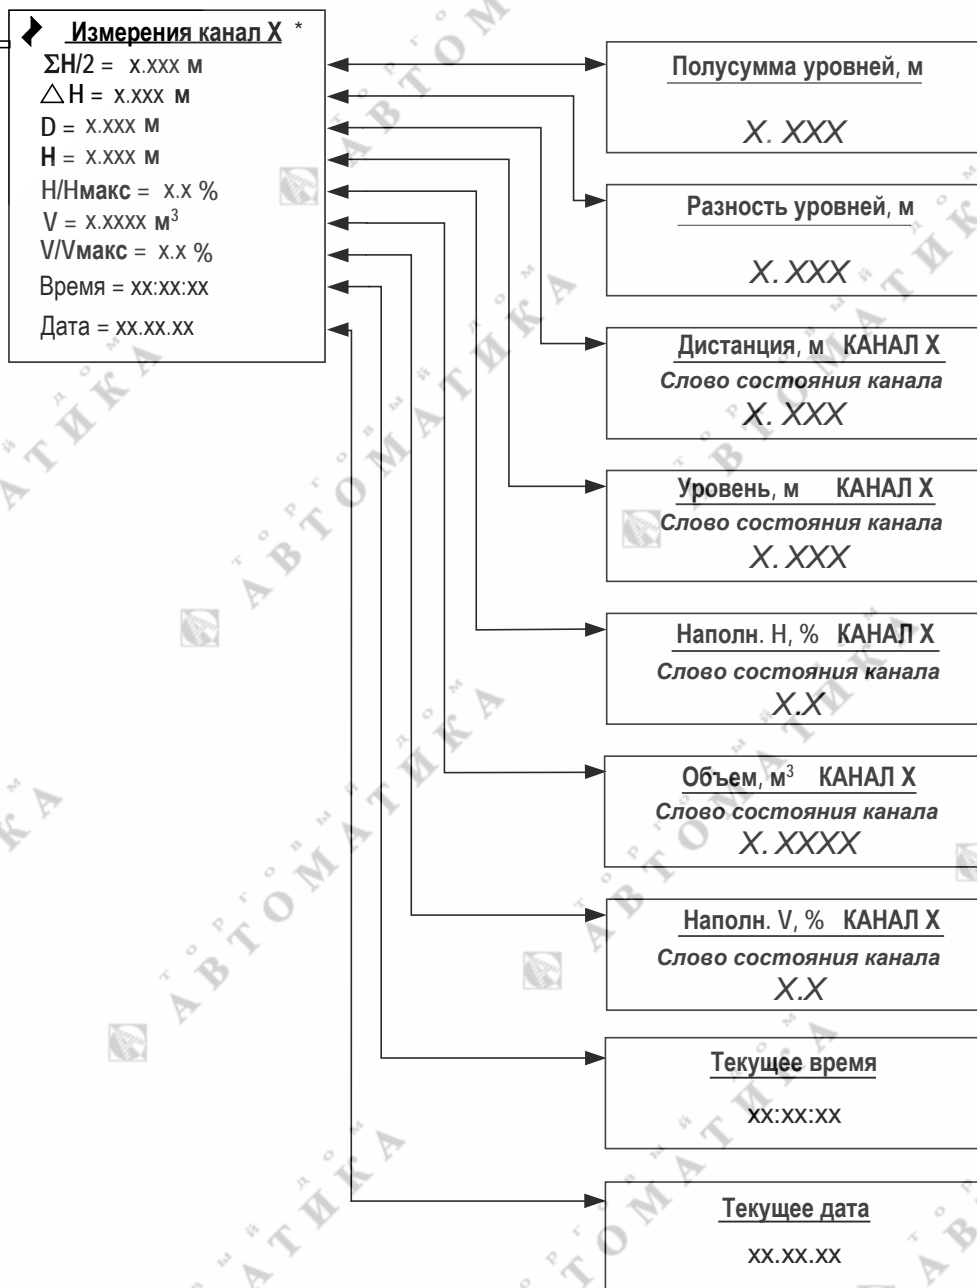 Измерения канал X *
ΣH/2 = x.xxx м
△ H = x.xxx м
D = x.xxx м
H = x.xxx м
H/Hмакс = x.x %
V = x.xxxx м³
V/Vмакс = x.x %
Время = xx:xx:xx
Дата = xx.xx.xx
Полусумма уровней, м
X. XXX
Разность уровней, м
X. XXX
Дистанция, м КАНАЛ X
Слово состояния канала
X. XXX
Уровень, м КАНАЛ X
Слово состояния канала
X. XXX
Наполн. H, % КАНАЛ X
Слово состояния канала
X.X
Объем, м³ КАНАЛ X
Слово состояния канала
X. XXXX
Наполн. V, % КАНАЛ X
Слово состояния канала
X.X
Текущее время
xx:xx:xx
Текущее дата
xx.xx.xx
торговый дом
АВТОМАТИКА